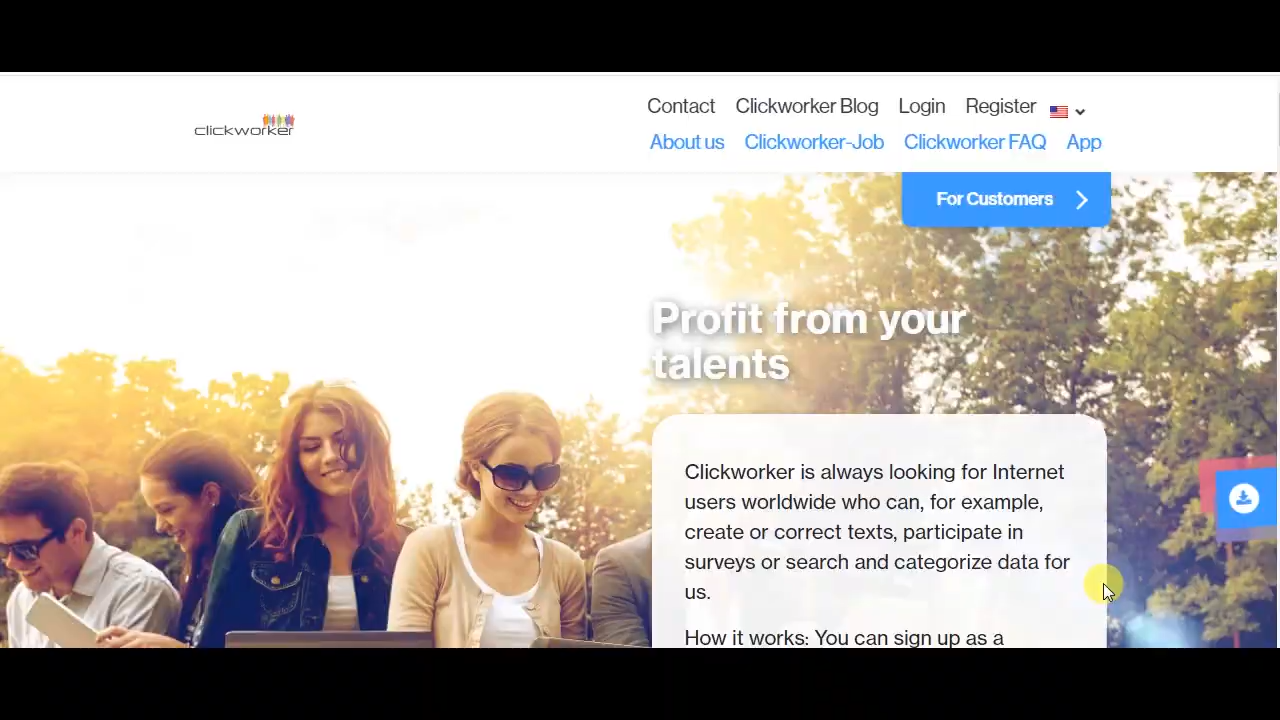 clickworker
Contact Clickworker Blog Login Register
About us Clickworker-Job Clickworker FAQ App
For Customers
Profit from your
talents
Clickworker is always looking for Internet
users worldwide who can, for example,
create or correct texts, participate in
surveys or search and categorize data for
us.
How it works: You can sign up as a